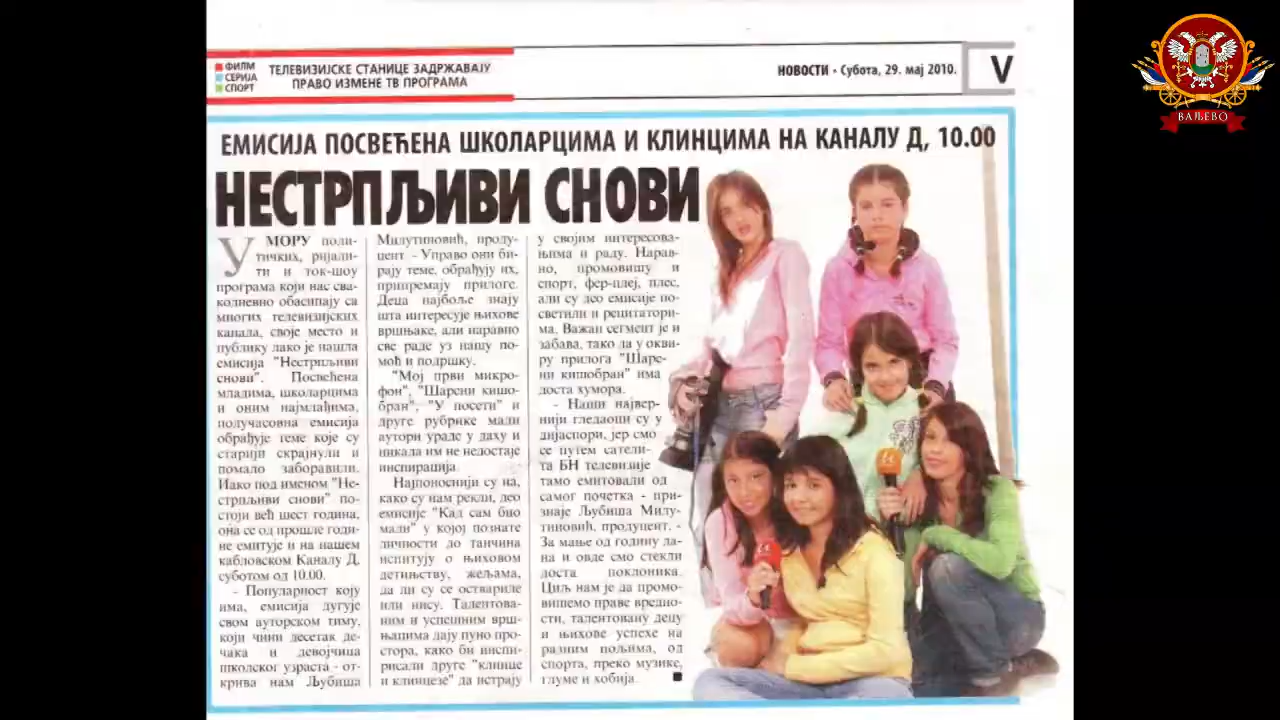 ФИЛМ
СЕРИЈА
СПОРТ
ТЕЛЕВИЗИЈСКЕ СТАНИЦЕ ЗАДРЖАВАЈУ
ПРАВО ИЗМЕНЕ ТВ ПРОГРАМА
НОВОСТИ • Субота, 29. мај 2010.
V
ВАЉЕВО
ЕМИСИЈА ПОСВЕЋЕНА ШКОЛАРЦИМА И КЛИНЦИМА НА КАНАЛУ Д, 10.00
НЕСТРПЉИВИ СНОВИ
У МОРУ поли-
тичких, ријали-
ти и ток-шоу
програма који нас сва-
кодневно обасипају са
многих телевизијских
канала, своје место и
публику лако је нашла
емисија "Нестрпљиви
снови". Посвећена
младима, школарцима
и оним најмлађима,
получасовна емисија
обрађује теме које су
старији скрајнули и
помало заборавили.
Иако под именом "Не-
стрпљиви снови" по-
стоји већ шест година,
она се од прошле годи-
не емитује и на нашем
кабловском Каналу Д,
суботом од 10.00.
- Популарност коју
има, емисија дугује
свом ауторском тиму,
који чини десетак де-
чака и девојчица
школског узраста - от-
крива нам Љубиша
Милутиновић, проду-
цент - Управо они би-
рају теме, обрађују их,
припремају прилоге.
Деца најбоље знају
шта интересује њихове
вршњаке, али наравно
све раде уз нашу по-
моћ и подршку.
"Мој први микро-
фон", "Шарени кишо-
бран", "У посети" и
друге рубрике мали
аутори ураде у даху и
никала им не недостаје
инспирација.
Најпоноснији су на,
како су нам рекли, део
емисије "Кад сам био
мали" у којој познате
личности до танчина
испитују о њиховом
детињству, жељама,
да ли су се оствариле
или нису. Талентова-
ним и успешним врш-
њацима дају пуно про-
стора, како би инспи-
рисали друге "клинце
и клинцезе" да истрају
у својим интересова-
њима и раду. Нарав-
но, промовишу и
спорт, фер-плеј, плес,
али су део емисије по-
светили и рецитатори-
ма. Важан сегмент је и
забава, тако да у окви-
ру прилога "Шаре-
ни кишобран" има
доста хумора.
- Наши највер-
нији гледаоци су у
дијаспори, јер смо
се путем сатели-
та БН телевизије
тамо емитовали од
самог почетка - при-
знаје Љубиша Милу-
тиновић, продуцент. -
За мање од годину да-
на и овде смо стекли
доста поклоника.
Циљ нам је да промо-
вишемо праве вредно-
сти, талентовану децу
и њихове успехе на
разним пољима, од
спорта, преко музике,
глуме и хобија.